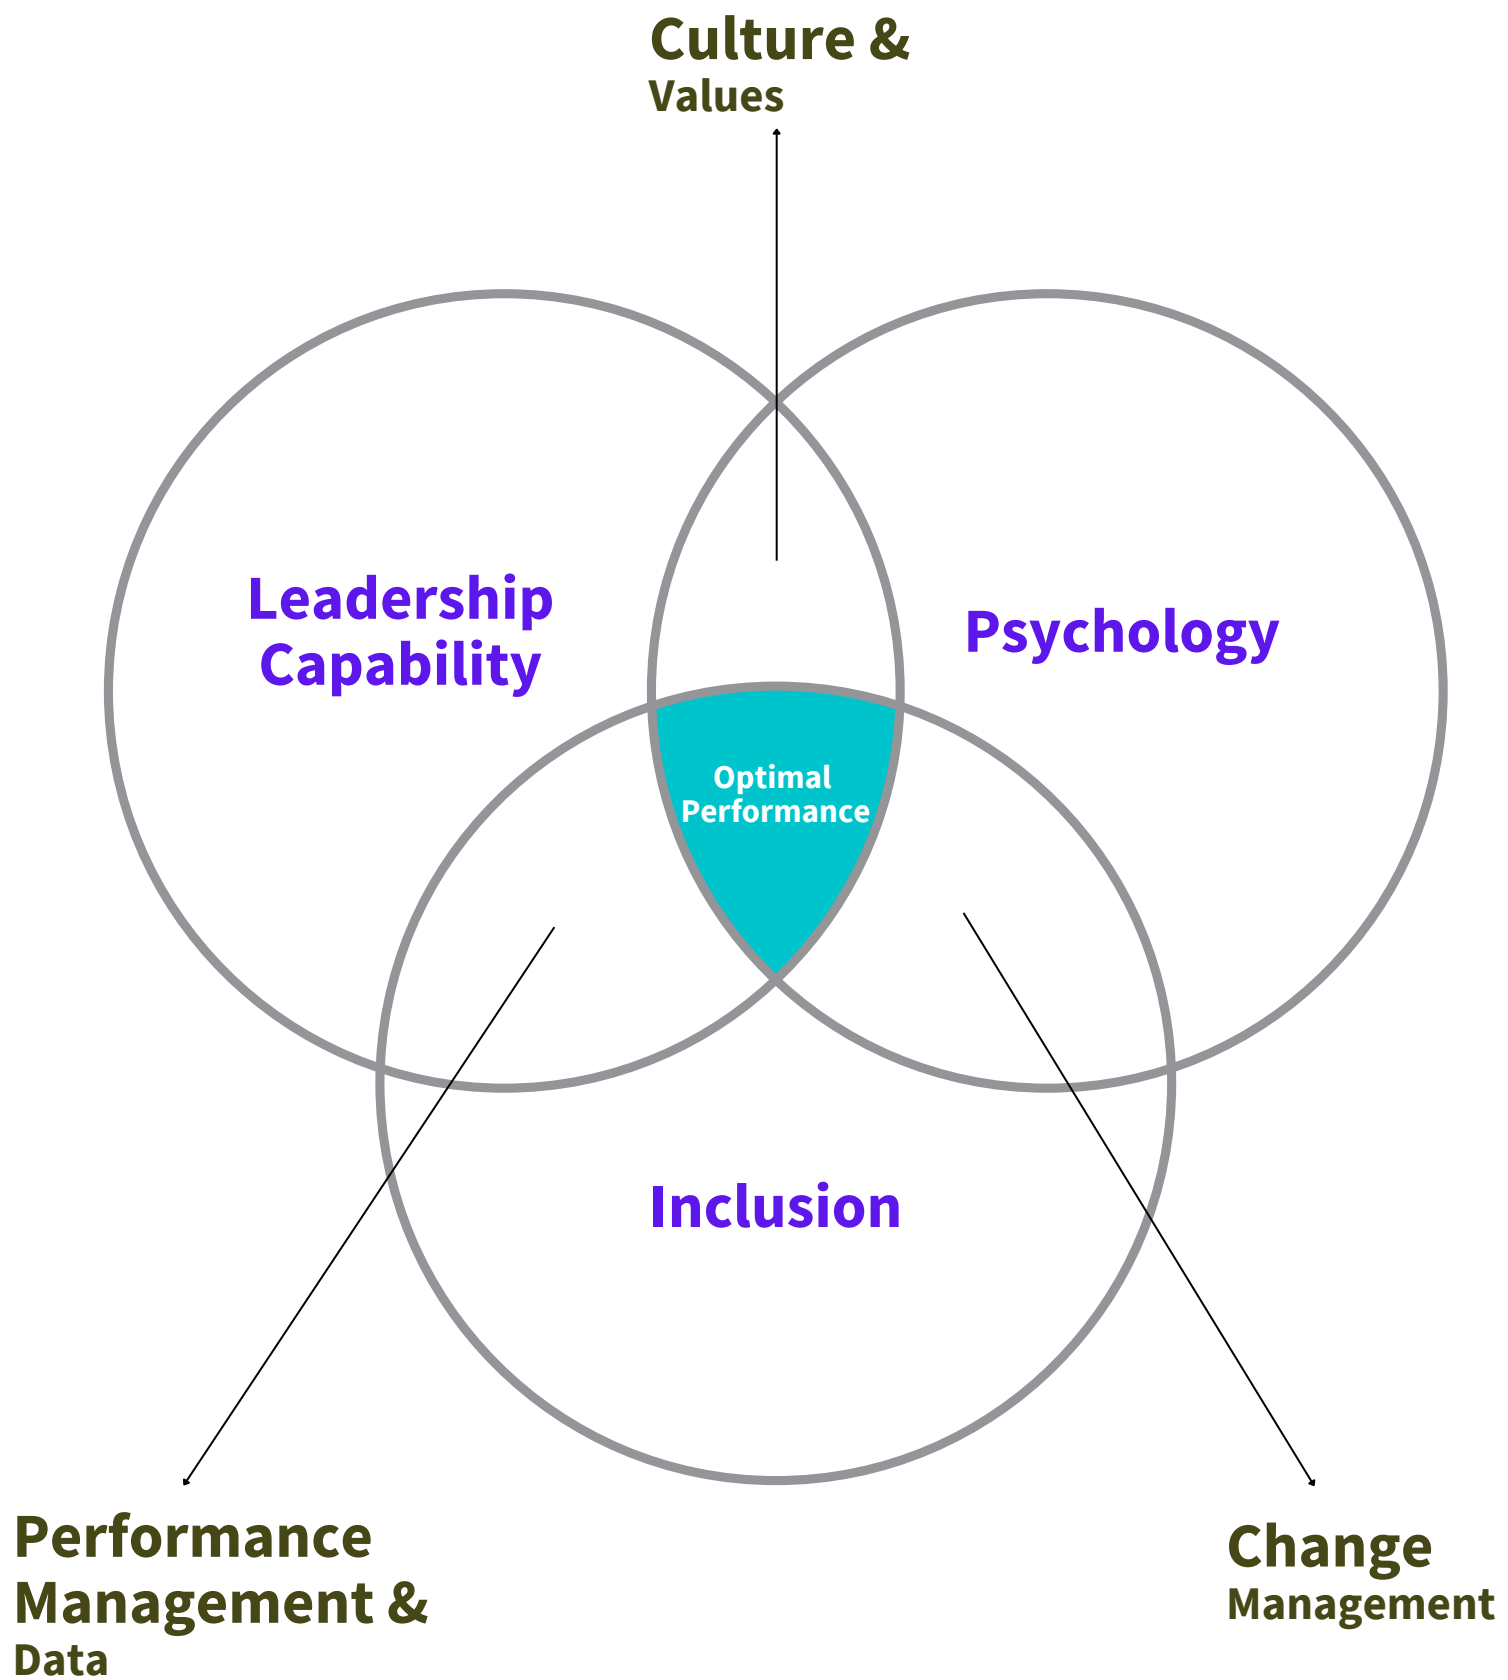 Culture &
Values
Leadership
Capability
Psychology
Optimal
Performance
Inclusion
Performance
Management &
Data
Change
Management